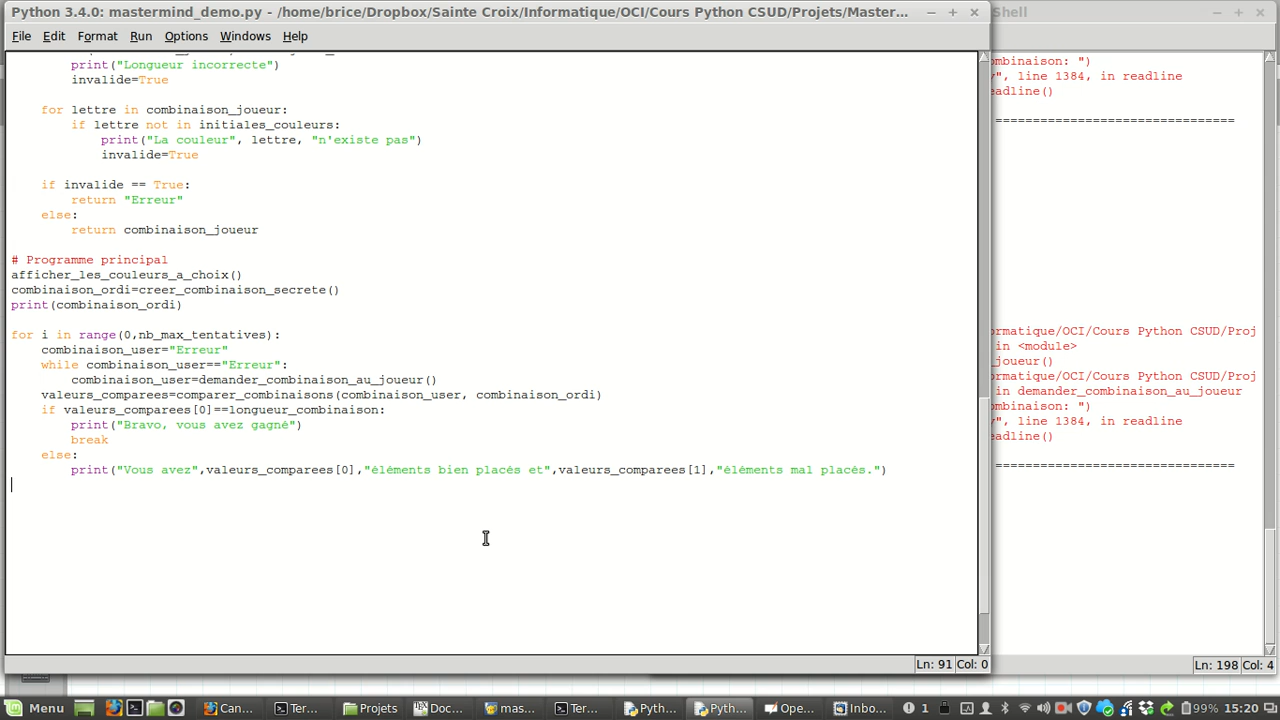 Python 3.4.0: mastermind_demo.py - /home/brice/Dropbox/Sainte Croix/Informatique/OCI/Cours Python CSUD/Projets/Master...
Shell
File Edit Format Run Options Windows Help
print("Longueur incorrecte")
invalide=True
for lettre in combinaison_joueur:
if lettre not in initiales_couleurs:
print("La couleur", lettre, "n'existe pas")
invalide=True
if invalide == True:
return "Erreur"
else:
return combinaison_joueur
# Programme principal
afficher_les_couleurs_a_choix()
combinaison_ordi=creer_combinaison_secrete()
print(combinaison_ordi)
for i in range(0,nb_max_tentatives):
combinaison_user="Erreur"
while combinaison_user=="Erreur":
combinaison_user=demander_combinaison_au_joueur()
valeurs_comparees=comparer_combinaisons(combinaison_user, combinaison_ordi)
if valeurs_comparees[0]==longueur_combinaison:
print("Bravo, vous avez gagné")
break
else:
print("Vous avez",valeurs_comparees[0],"éléments bien placés et",valeurs_comparees[1],"éléments mal placés.")
Ln: 91 Col: 0
ombinaison: ")
y", line 1384, in readline
eadline()
================================
ormatique/OCI/Cours Python CSUD/Proj
in <module>
_joueur()
ormatique/OCI/Cours Python CSUD/Proj
in demander_combinaison_au_joueur
ombinaison: ")
y", line 1384, in readline
eadline()
================================
Ln: 198 Col: 4
Menu Can... Ter... Projets Doc... mas... Ter... Pyth... Pyth... Ope... Inbo... 1 99% 15:20